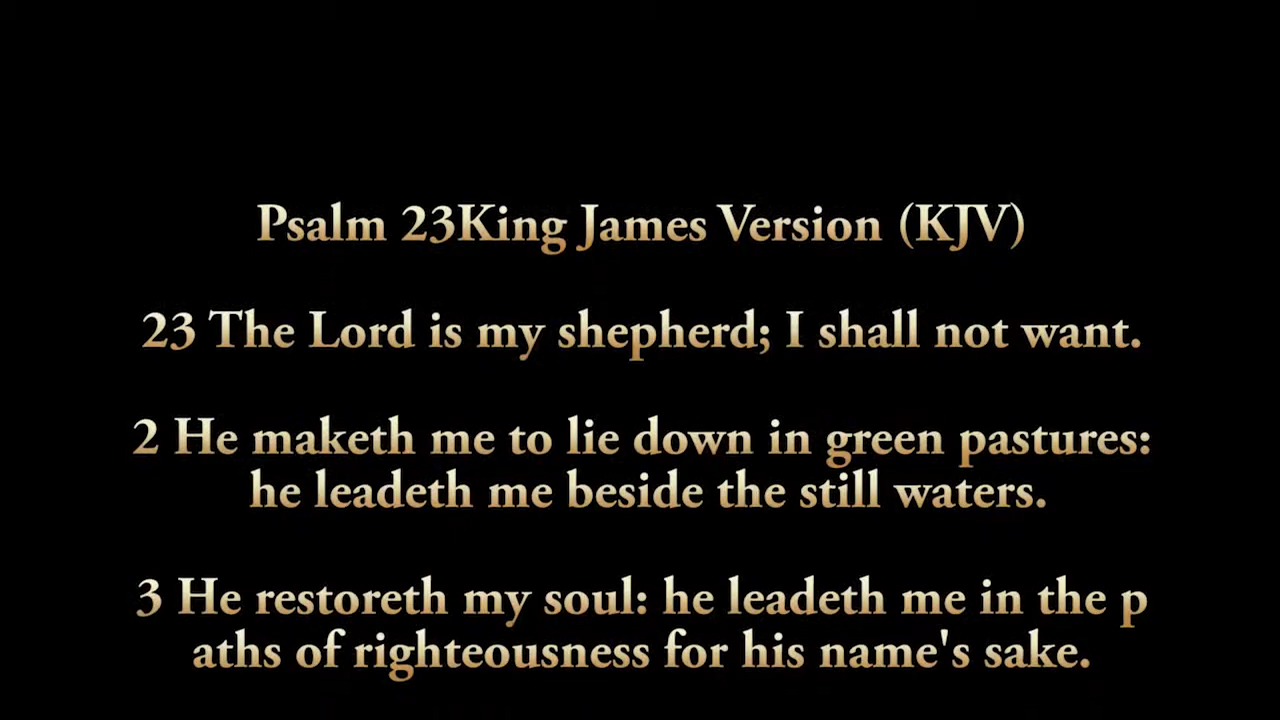 Psalm 23King James Version (KJV)
23 The Lord is my shepherd; I shall not want.
2 He maketh me to lie down in green pastures:
he leadeth me beside the still waters.
3 He restoreth my soul: he leadeth me in the p
aths of righteousness for his name's sake.